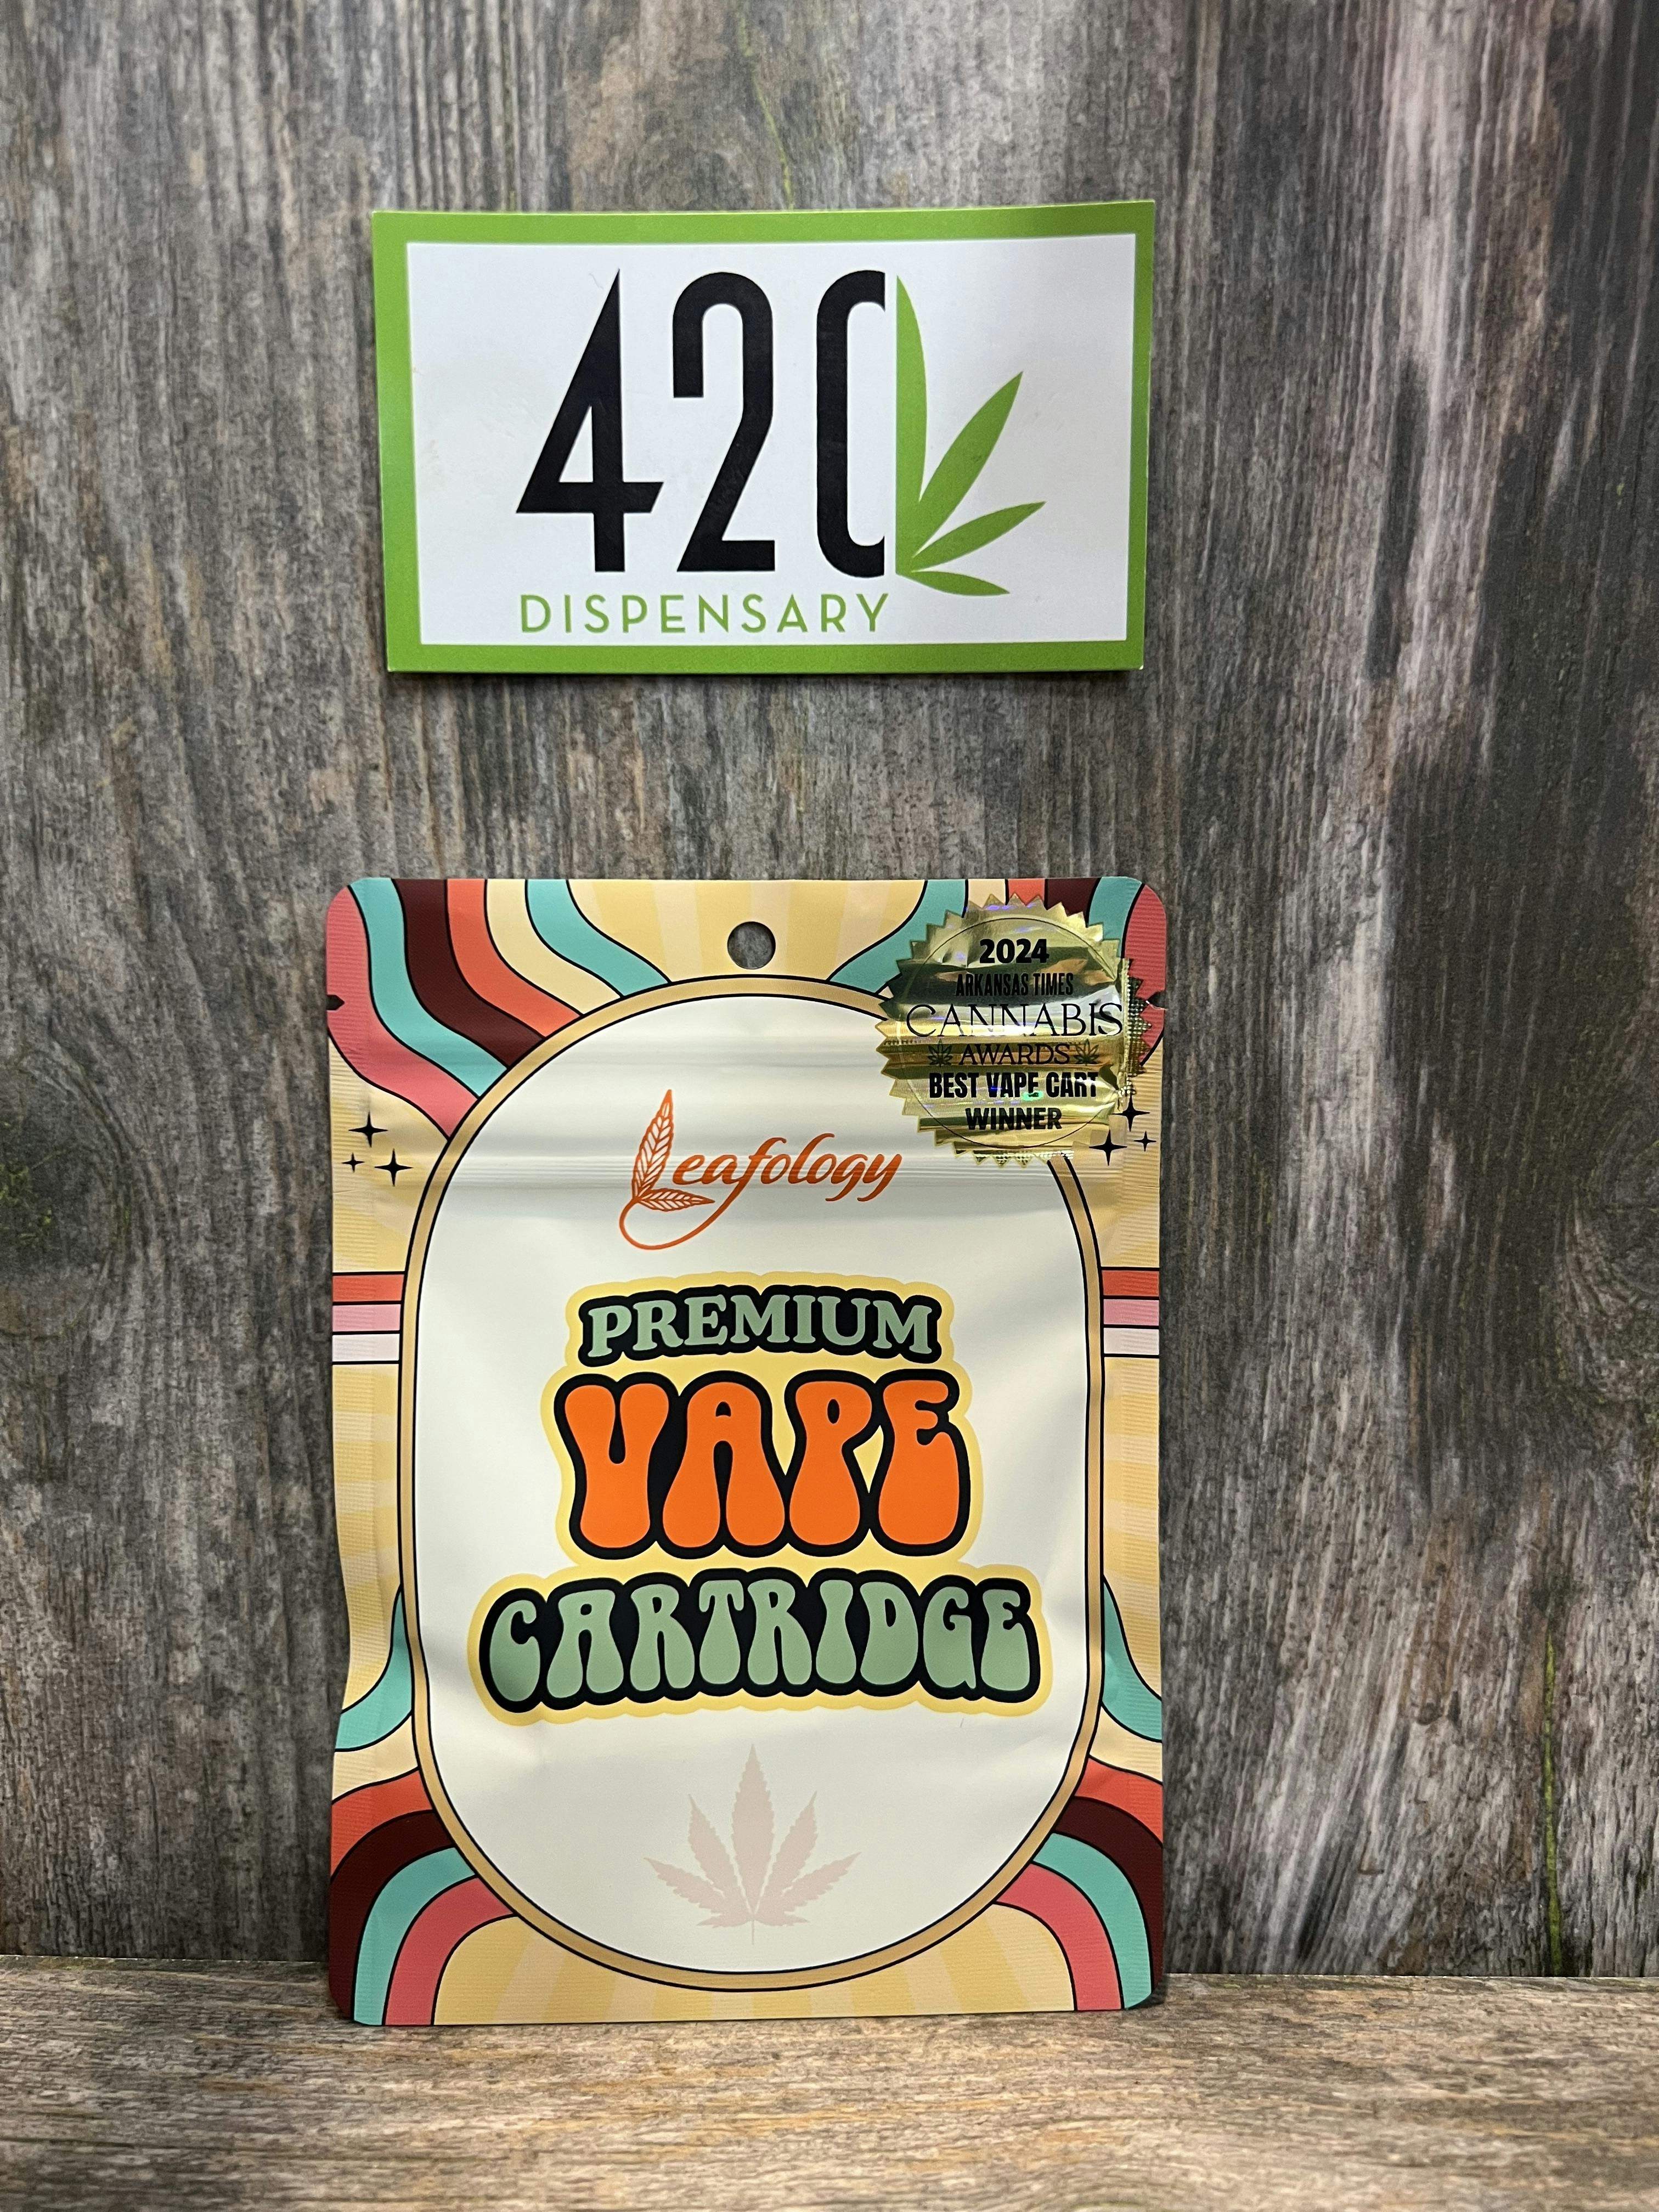 420
DISPENSARY
2024
ARKANSAS TIMES
CANNABIS
AWARDS
BEST VAPE CART
WINNER
Leafology
PREMIUM
VAPE
CARTRIDGE